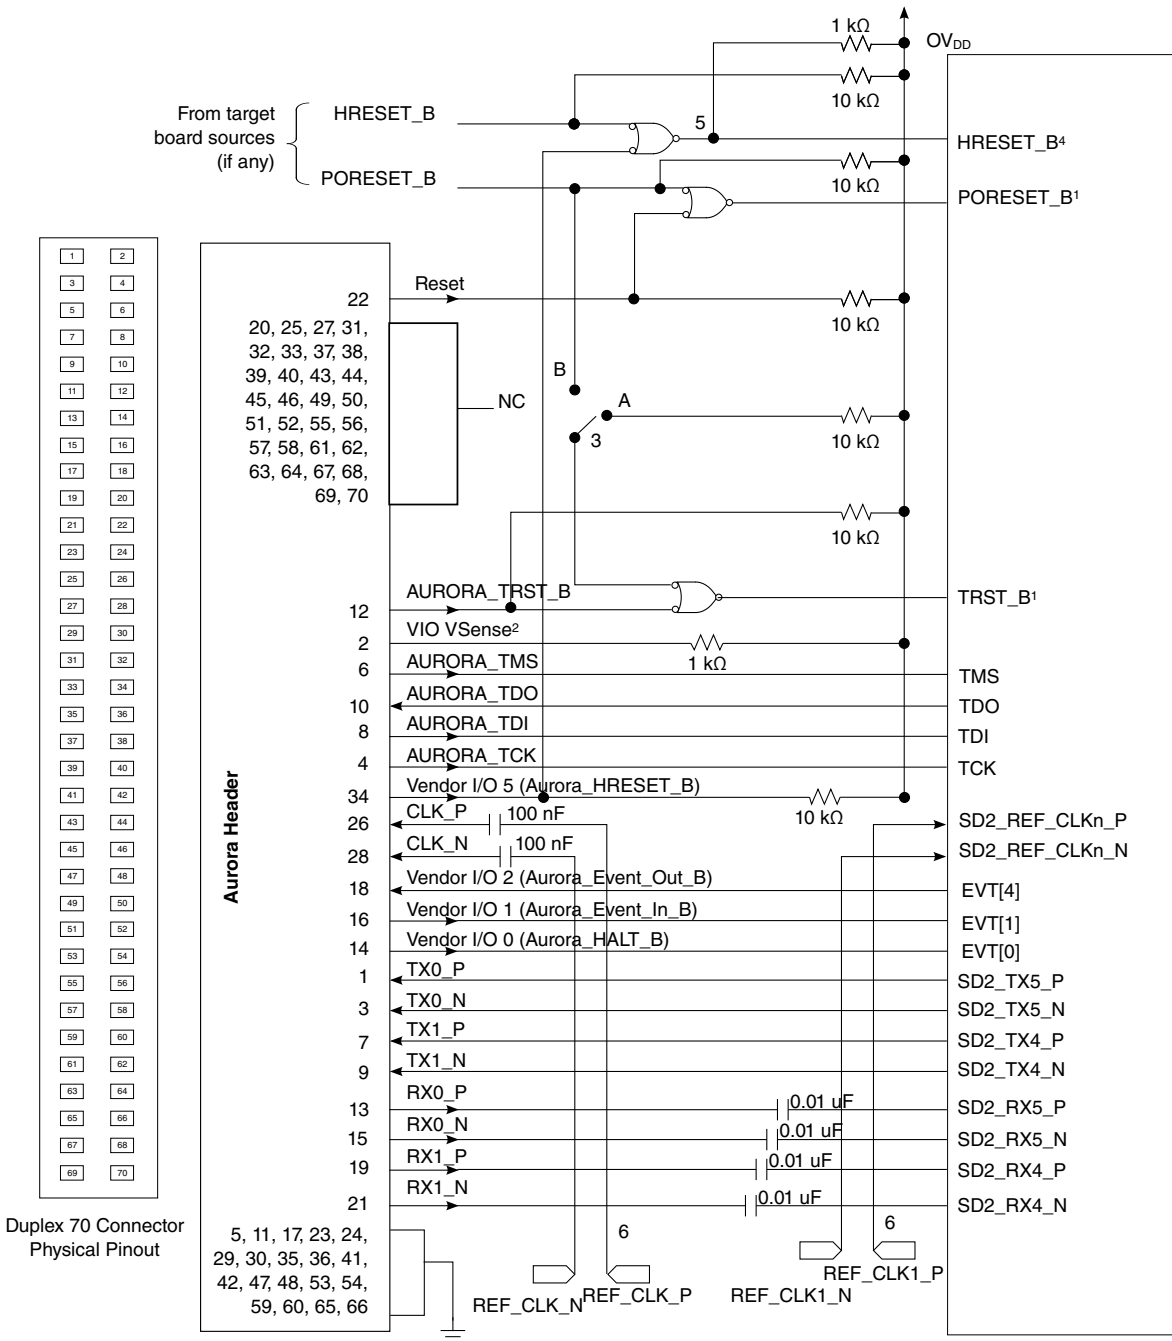 1 kΩ
OVDD
10 kΩ
From target
board sources
(if any)
HRESET_B
5
HRESET_B4
PORESET_B
10 kΩ
PORESET_B1
1 2
3 4
5 6
7 8
9 10
11 12
13 14
15 16
17 18
19 20
21 22
23 24
25 26
27 28
29 30
31 32
33 34
35 36
37 38
39 40
41 42
43 44
45 46
47 48
49 50
51 52
53 54
55 56
57 58
59 60
61 62
63 64
65 66
67 68
69 70
Duplex 70 Connector
Physical Pinout
Aurora Header
22
Reset
10 kΩ
20, 25, 27, 31,
32, 33, 37, 38,
39, 40, 43, 44,
45, 46, 49, 50,
51, 52, 55, 56,
57, 58, 61, 62,
63, 64, 67, 68,
69, 70
NC
B
A
3
10 kΩ
10 kΩ
12
AURORA_TRST_B
TRST_B1
2
VIO VSense2
1 kΩ
6
AURORA_TMS
TMS
10
AURORA_TDO
TDO
8
AURORA_TDI
TDI
4
AURORA_TCK
TCK
34
Vendor I/O 5 (Aurora_HRESET_B)
10 kΩ
26
CLK_P
100 nF
SD2_REF_CLKn_P
28
CLK_N
100 nF
SD2_REF_CLKn_N
18
Vendor I/O 2 (Aurora_Event_Out_B)
EVT[4]
16
Vendor I/O 1 (Aurora_Event_In_B)
EVT[1]
14
Vendor I/O 0 (Aurora_HALT_B)
EVT[0]
1
TX0_P
SD2_TX5_P
3
TX0_N
SD2_TX5_N
7
TX1_P
SD2_TX4_P
9
TX1_N
SD2_TX4_N
13
RX0_P
0.01 uF
SD2_RX5_P
15
RX0_N
0.01 uF
SD2_RX5_N
19
RX1_P
0.01 uF
SD2_RX4_P
21
RX1_N
0.01 uF
SD2_RX4_N
5, 11, 17, 23, 24,
29, 30, 35, 36, 41,
42, 47, 48, 53, 54,
59, 60, 65, 66
6
REF_CLK_N
REF_CLK_P
6
REF_CLK1_N
REF_CLK1_P